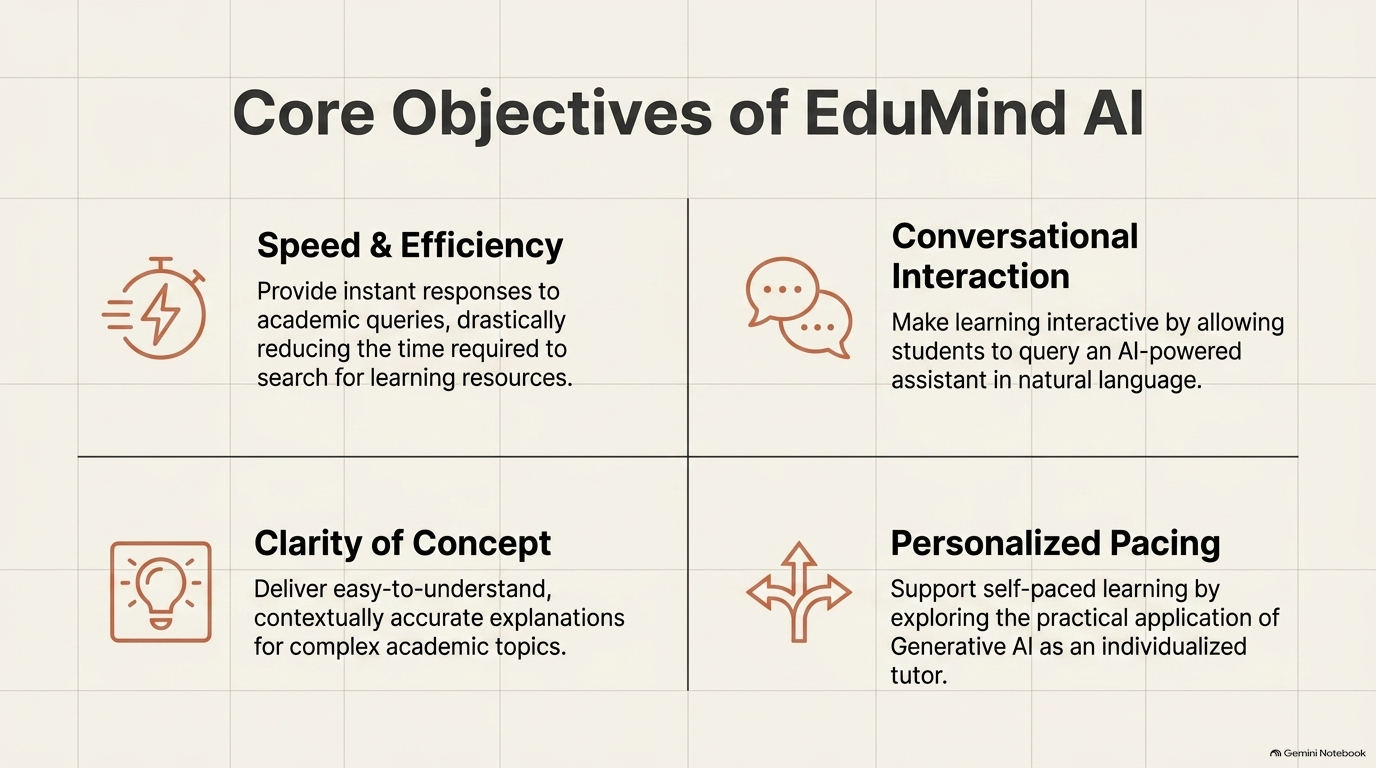 Core Objectives of EduMind AI
Speed & Efficiency
Provide instant responses to
academic queries, drastically
reducing the time required to
search for learning resources.
Conversational
Interaction
Make learning interactive by allowing
students to query an AI-powered
assistant in natural language.
Clarity of Concept
Deliver easy-to-understand,
contextually accurate explanations
for complex academic topics.
Personalized Pacing
Support self-paced learning by
exploring the practical application of
Generative AI as an individualized
tutor.
Gemini Notebook